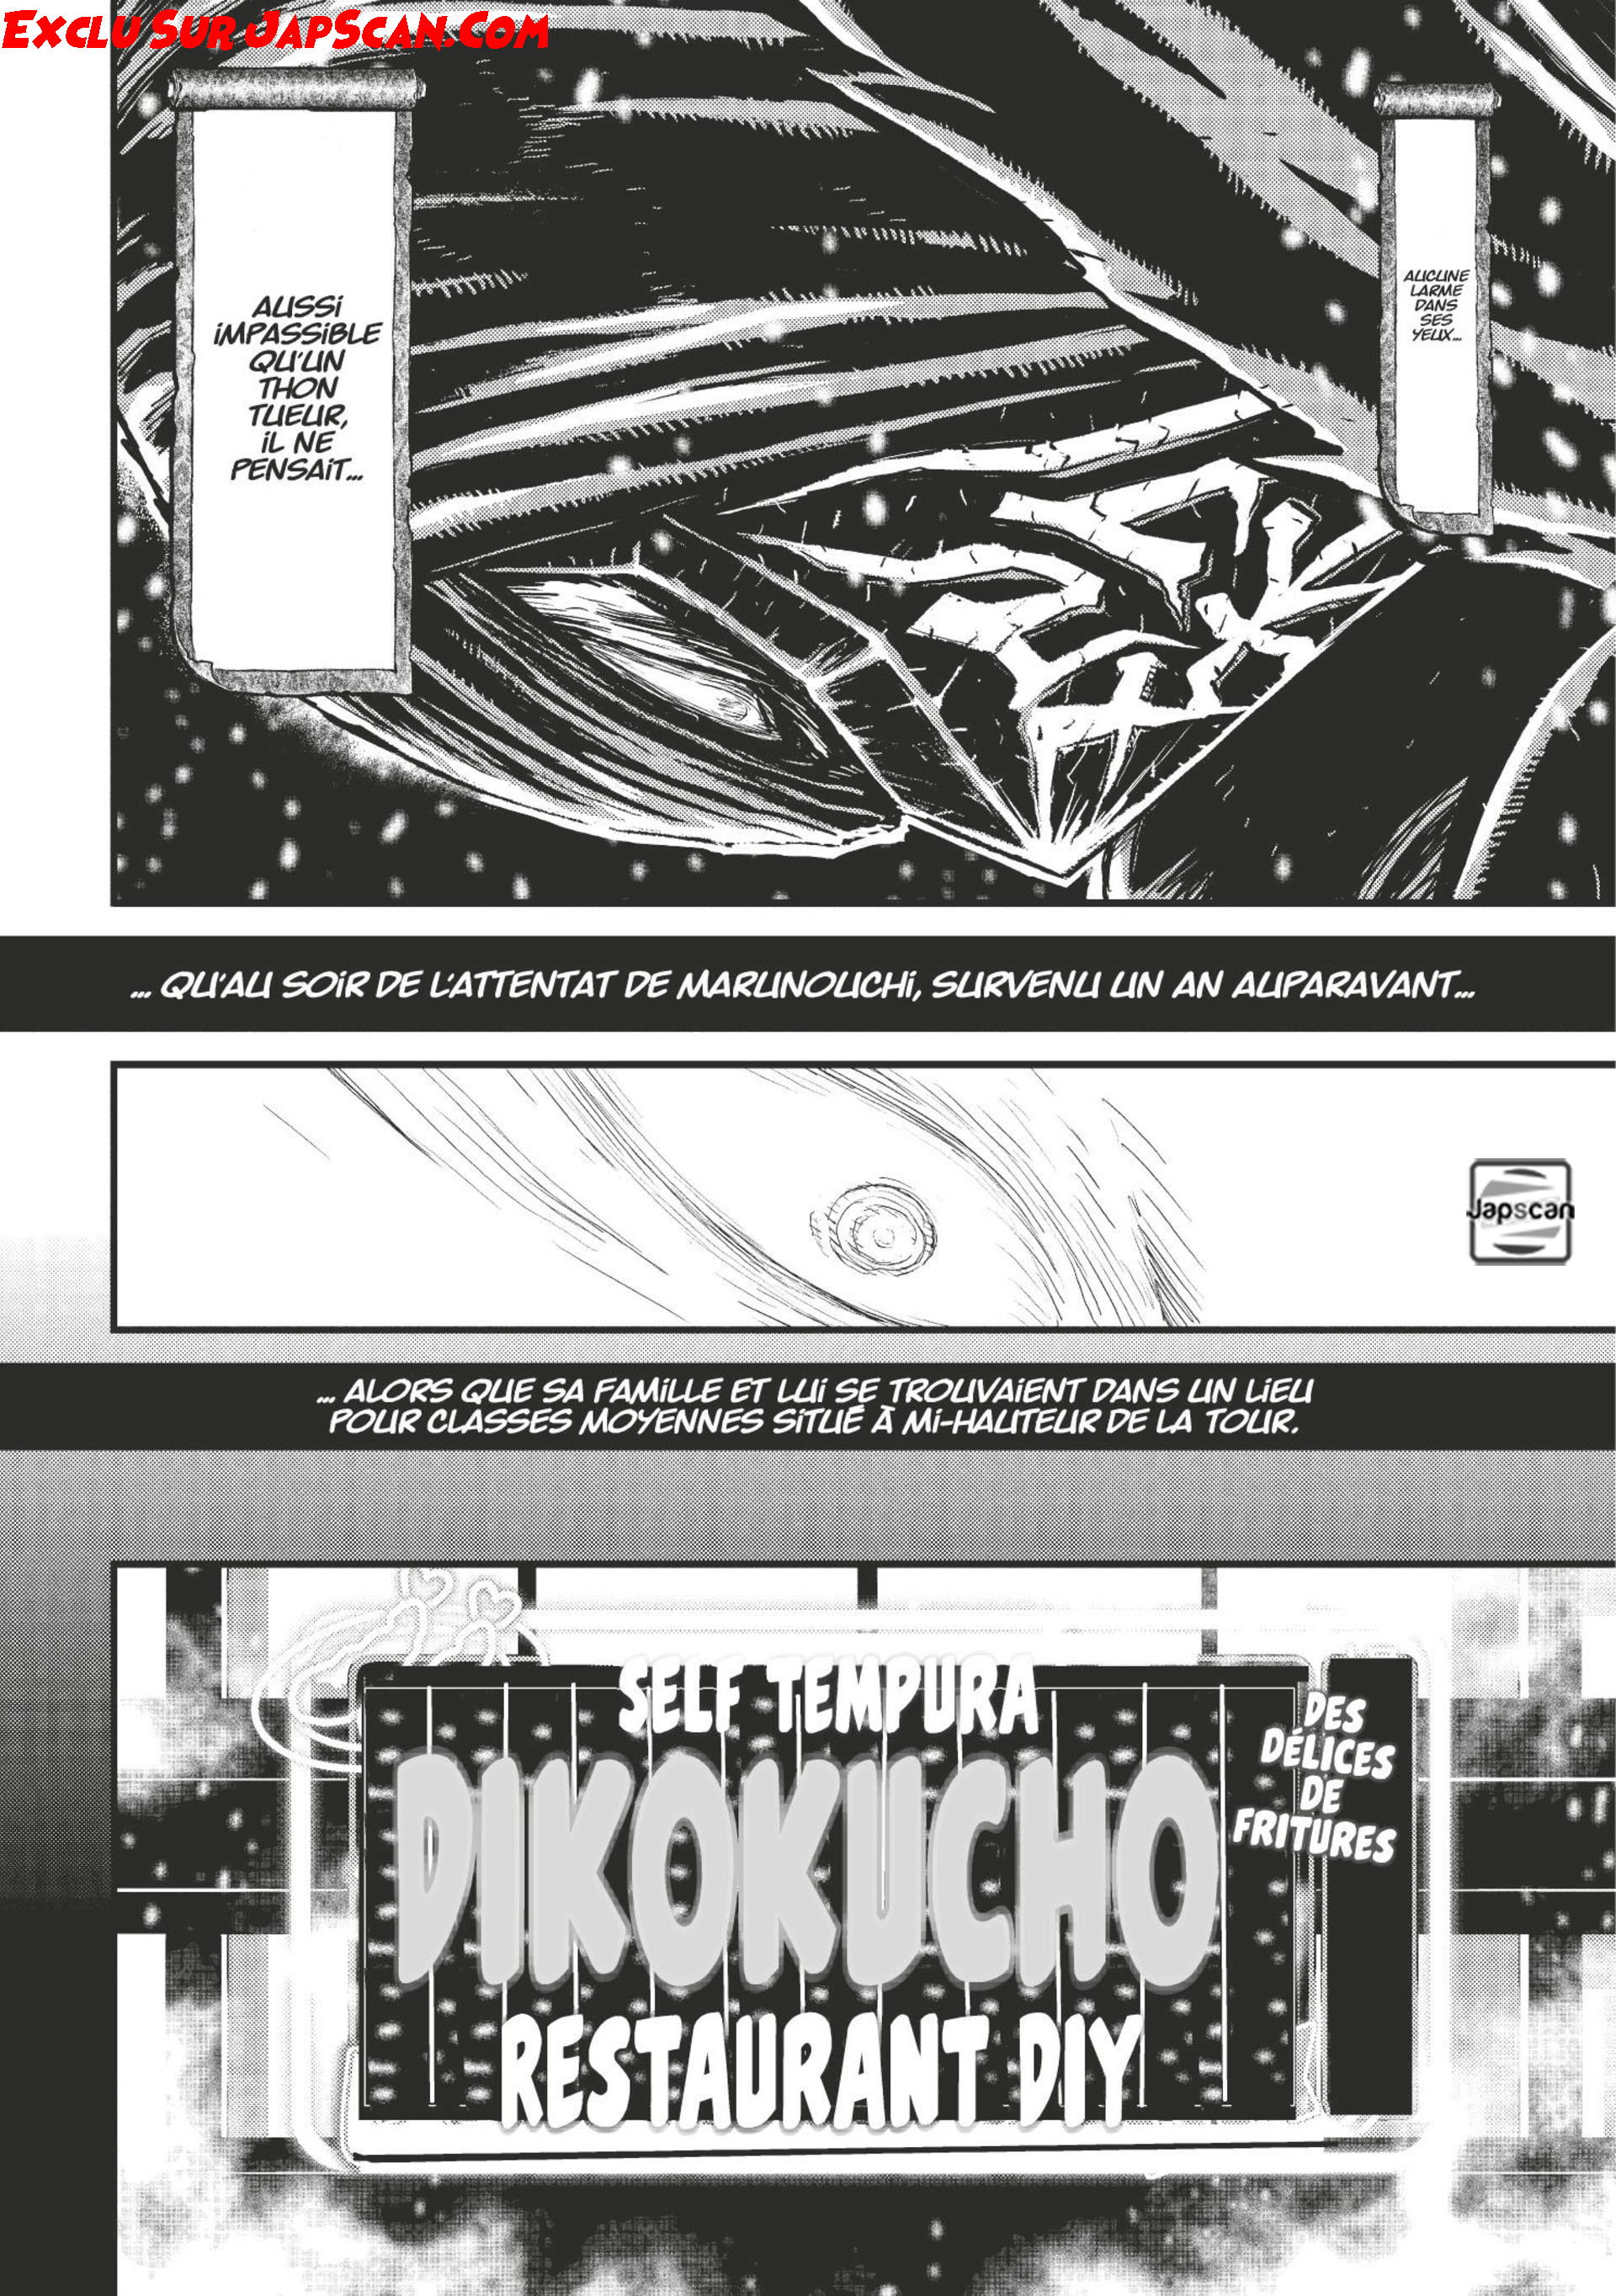 EXCLU SUR JAPSCAN.COM
AUCUNE
LARME
DANS
SES
YEUX...
AUSSI
IMPASSIBLE
QU'UN
THON
TUEUR,
IL NE
PENSAIT...
... QU'AU SOIR DE L'ATTENTAT DE MARUNOUCHI, SURVENU UN AN AUPARAVANT...
Japscan
... ALORS QUE SA FAMILLE ET LUI SE TROUVAIENT DANS UN LIEU
POUR CLASSES MOYENNES SITUÉ À MI-HAUTEUR DE LA TOUR.
SELF TEMPURA
DIKOKUCHO
RESTAURANT DIY
DES
DÉLICES
DE
FRITURES